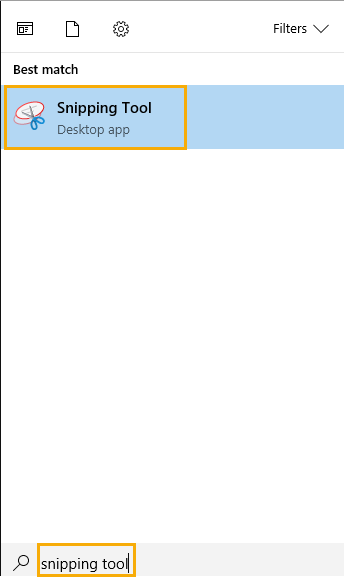 Filters
Best match
Snipping Tool
Desktop app
snipping tool